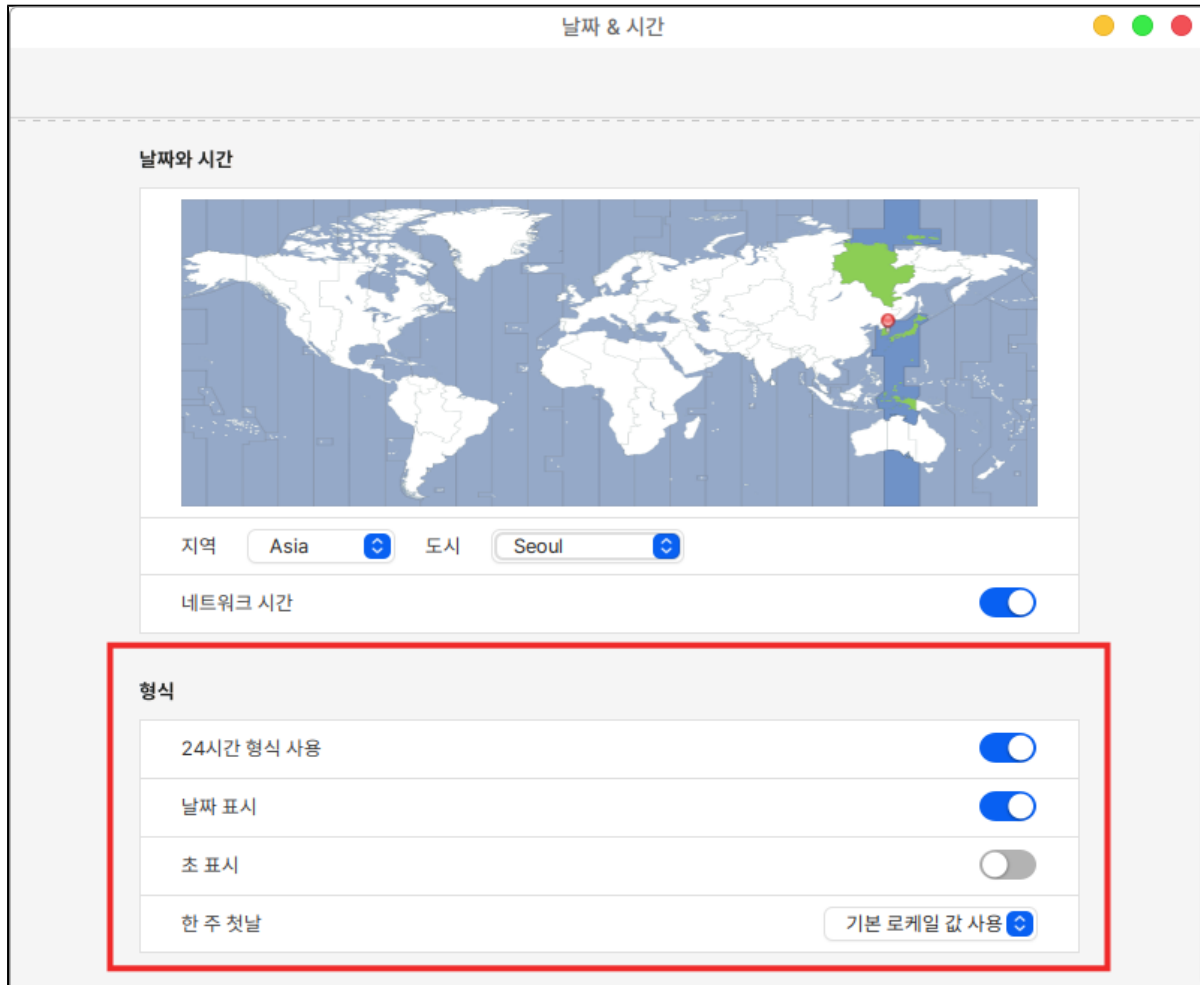 날짜 & 시간
날짜와 시간
지역 Asia 도시 Seoul
네트워크 시간
형식
24시간 형식 사용
날짜 표시
초 표시
한 주 첫날 기본 로케일 값 사용